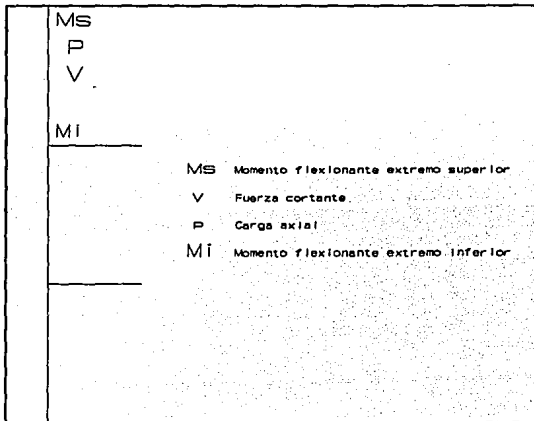 Ms
P
V
Mi
Ms Momento flexionante extremo superior
V Fuerza cortante.
P Carga axial
Mi Momento flexionante extremo inferior